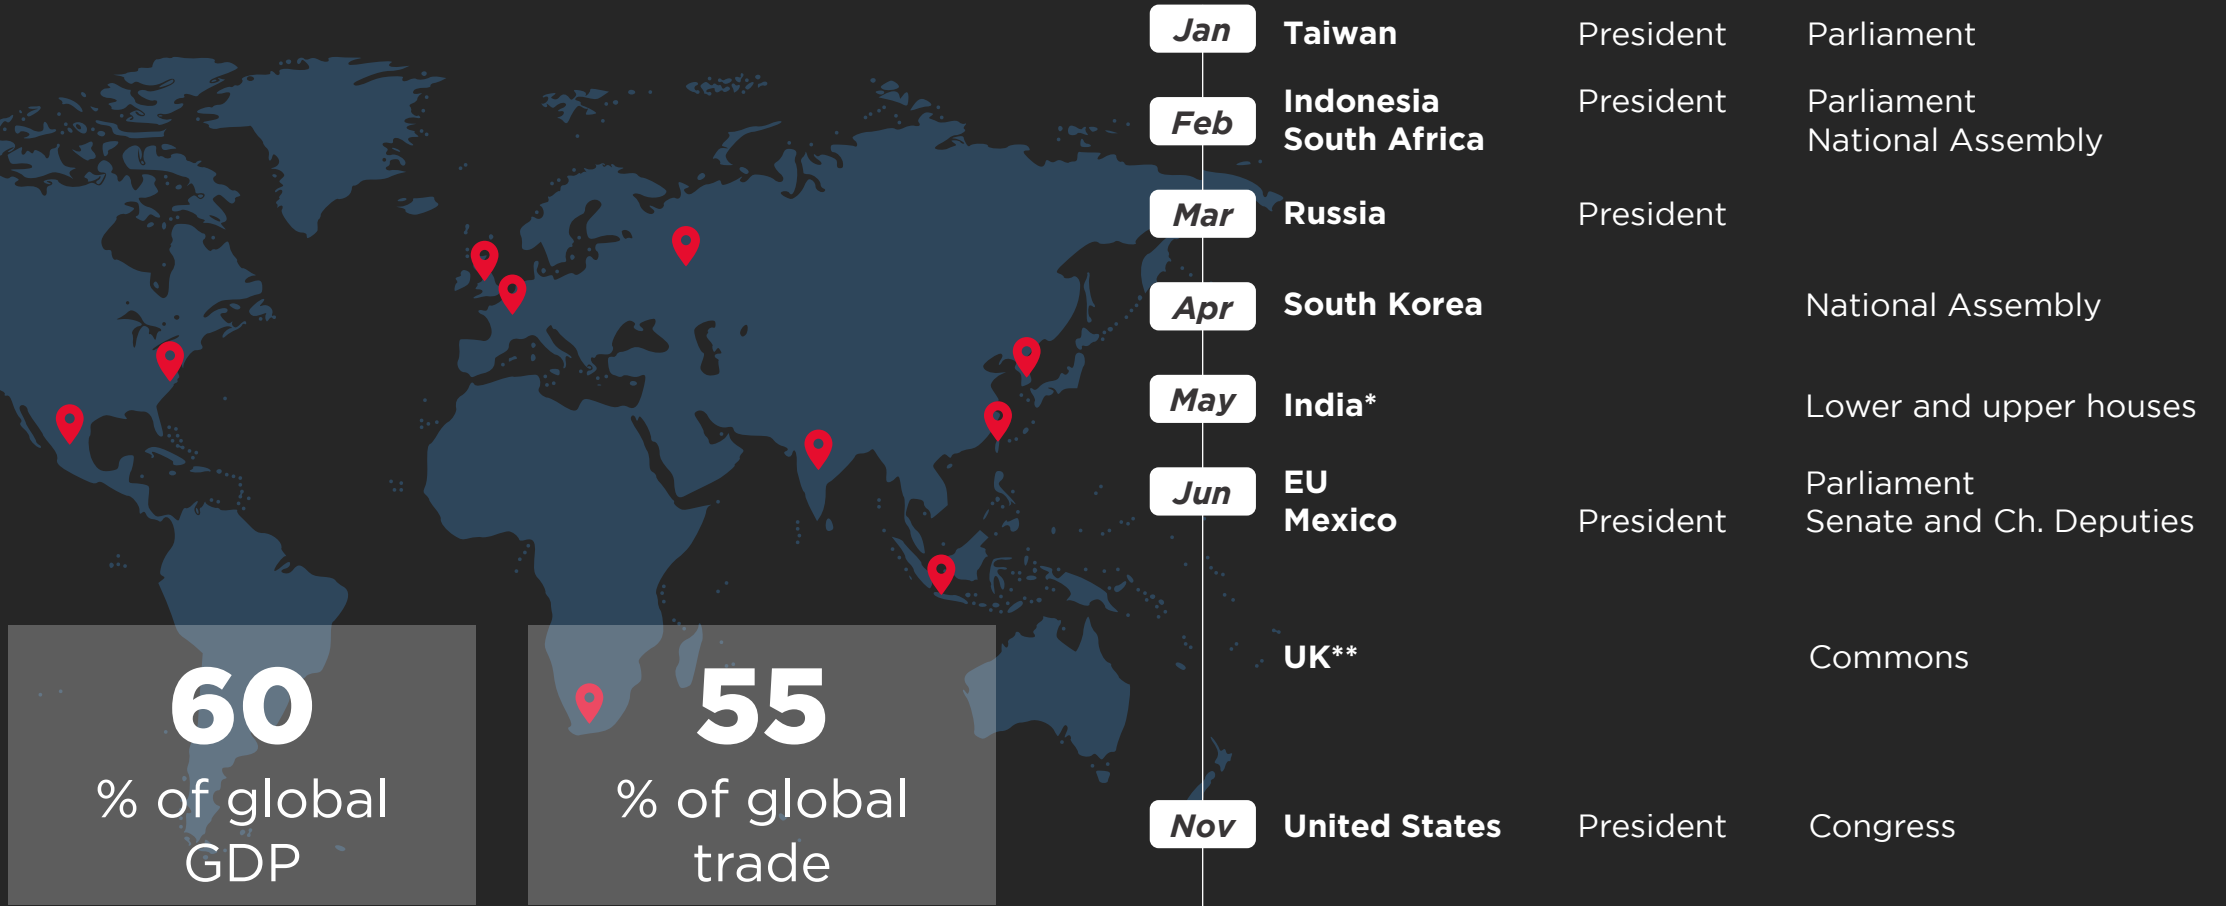 Jan Taiwan President Parliament
Feb Indonesia President Parliament
South Africa National Assembly
Mar Russia President
Apr South Korea National Assembly
May India* Lower and upper houses
Jun EU Parliament
Mexico President Senate and Ch. Deputies
UK** Commons
Nov United States President Congress
60
% of global
GDP
55
% of global
trade